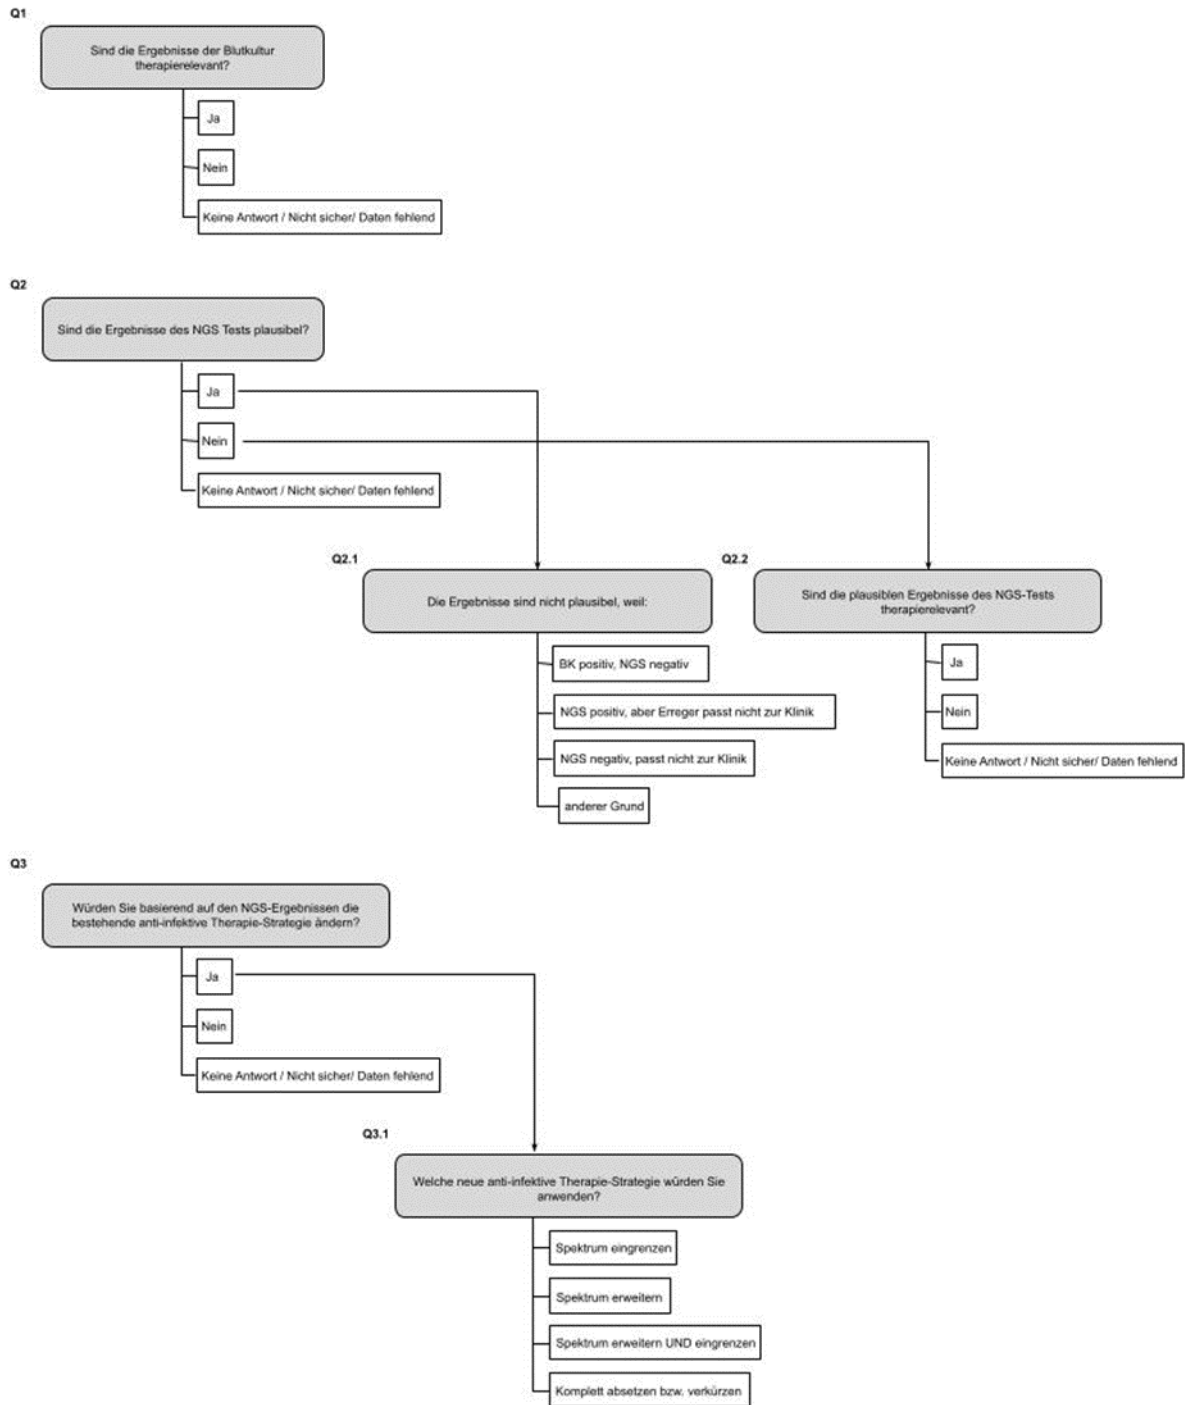 Q1
Sind die Ergebnisse der Blutkultur
therapierelevant?
Ja
Nein
Keine Antwort / Nicht sicher/ Daten fehlend
Q2
Sind die Ergebnisse des NGS Tests plausibel?
Ja
Nein
Keine Antwort / Nicht sicher/ Daten fehlend
Q2.1
Die Ergebnisse sind nicht plausibel, weil:
BK positiv, NGS negativ
NGS positiv, aber Erreger passt nicht zur Klinik
NGS negativ, passt nicht zur Klinik
anderer Grund
Q2.2
Sind die plausiblen Ergebnisse des NGS-Tests
therapierelevant?
Ja
Nein
Keine Antwort / Nicht sicher/ Daten fehlend
Q3
Würden Sie basierend auf den NGS-Ergebnissen die
bestehende anti-infektive Therapie-Strategie ändern?
Ja
Nein
Keine Antwort / Nicht sicher/ Daten fehlend
Q3.1
Welche neue anti-infektive Therapie-Strategie würden Sie
anwenden?
Spektrum eingrenzen
Spektrum erweitern
Spektrum erweitern UND eingrenzen
Komplett absetzen bzw. verkürzen